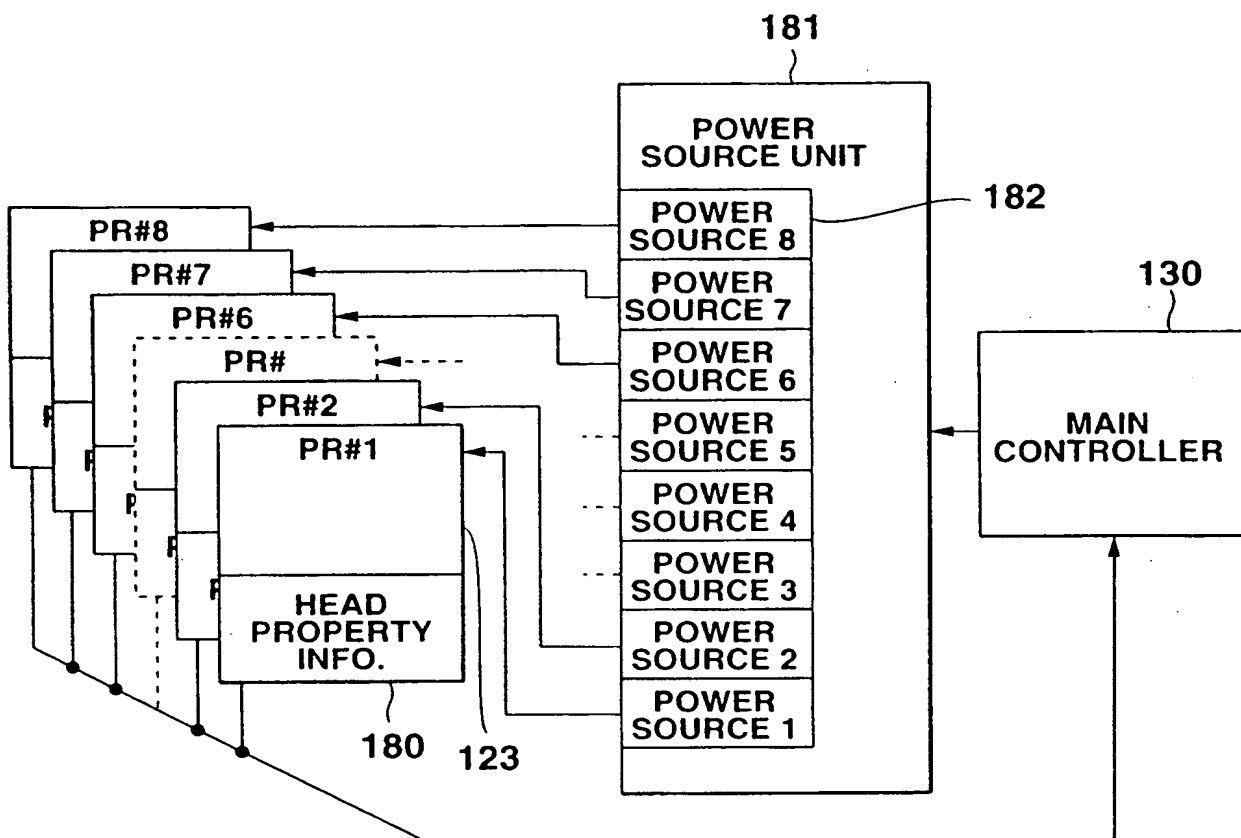 181
POWER
SOURCE UNIT
182
POWER
SOURCE 8
POWER
SOURCE 7
POWER
SOURCE 6
POWER
SOURCE 5
POWER
SOURCE 4
POWER
SOURCE 3
POWER
SOURCE 2
POWER
SOURCE 1
PR#8
PR#7
PR#6
PR#
PR#2
PR#1
P
P
P
P
P
HEAD
PROPERTY
INFO.
180
123
130
MAIN
CONTROLLER